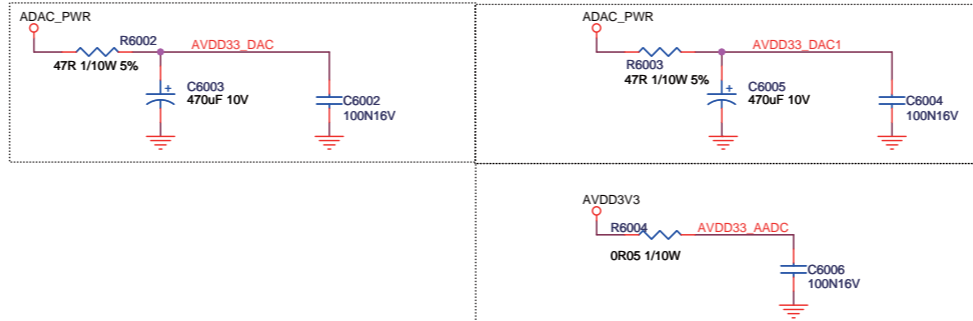 ADAC_PWR
R6002
AVDD33_DAC
47R 1/10W 5%
C6003
470uF 10V
C6002
100N16V
ADAC_PWR
AVDD33_DAC1
R6003
47R 1/10W 5%
C6005
470uF 10V
C6004
100N16V
AVDD3V3
R6004
AVDD33_AADC
0R05 1/10W
C6006
100N16V
+
+